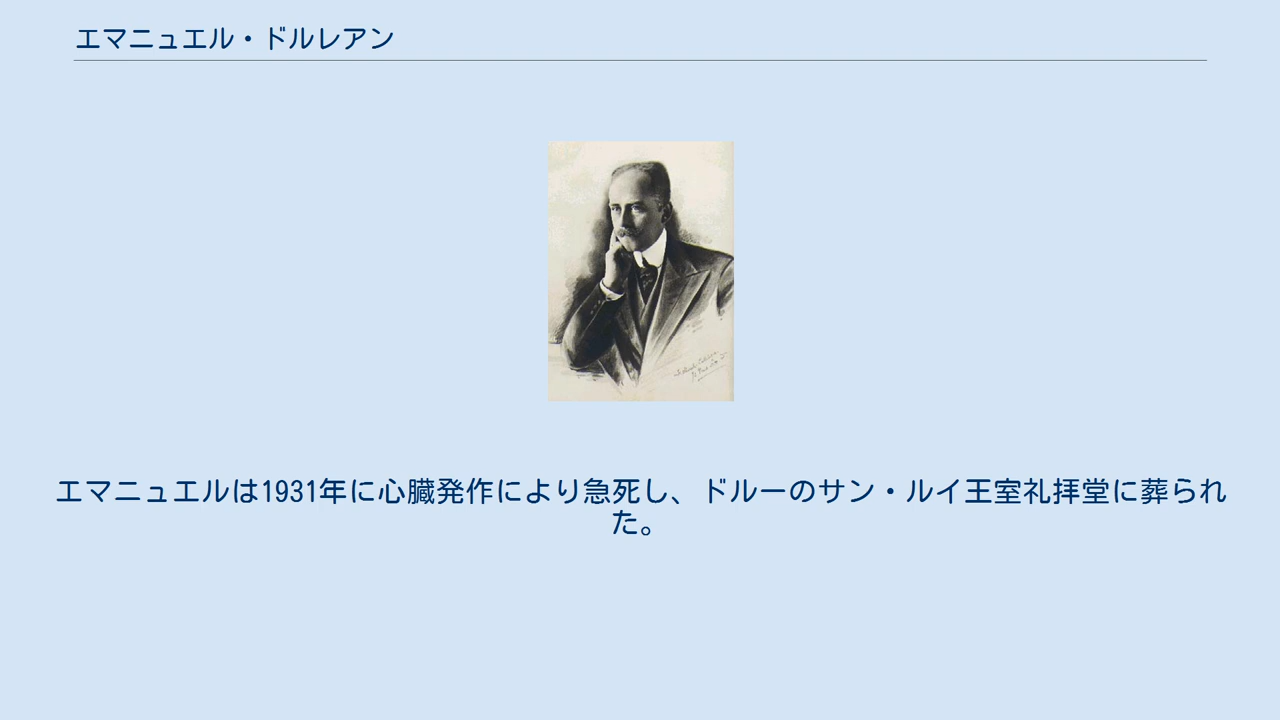 エマニュエル・ドルレアン
エマニュエルは1931年に心臓発作により急死し、ドルーのサン・ルイ王室礼拝堂に葬られ
た。